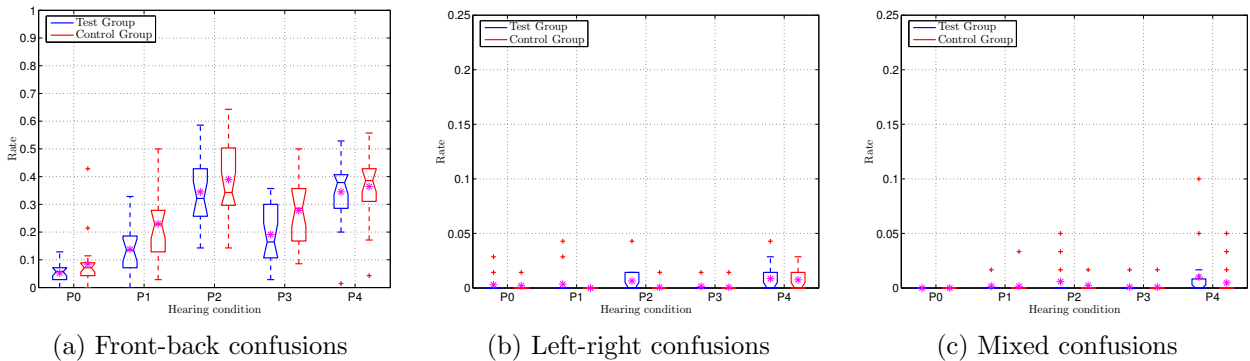 1
0.9
0.8
0.7
0.6
0.5
0.4
0.3
0.2
0.1
0
Rate
Test Group
Control Group
P0 P1 P2 P3 P4
Hearing condition
(a) Front-back confusions
0.25
0.2
0.15
0.1
0.05
0
Rate
Test Group
Control Group
P0 P1 P2 P3 P4
Hearing condition
(b) Left-right confusions
0.25
0.2
0.15
0.1
0.05
0
Rate
Test Group
Control Group
P0 P1 P2 P3 P4
Hearing condition
(c) Mixed confusions